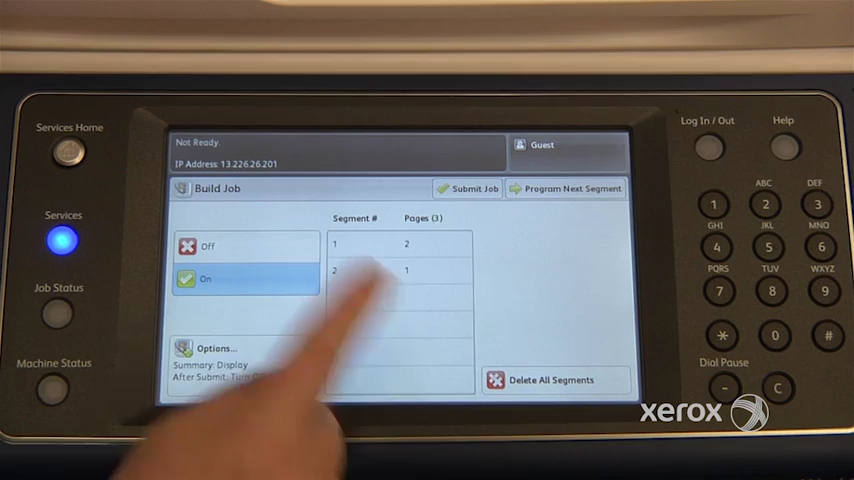 Services Home
Services
Job Status
Machine Status
Not Ready
IP Address: 13.226.26.201
Guest
Build Job
Submit Job
Program Next Segment
Segment #
Pages (3)
Off
1
2
On
2
1
Options...
Summary: Display
After Submit: Turn
Delete All Segments
Log In / Out
Help
ABC
DEF
1
2
3
GHI
JKL
MNO
4
5
6
PQRS
TUV
WXYZ
7
8
9
*
0
#
Dial Pause
-
C
xerox